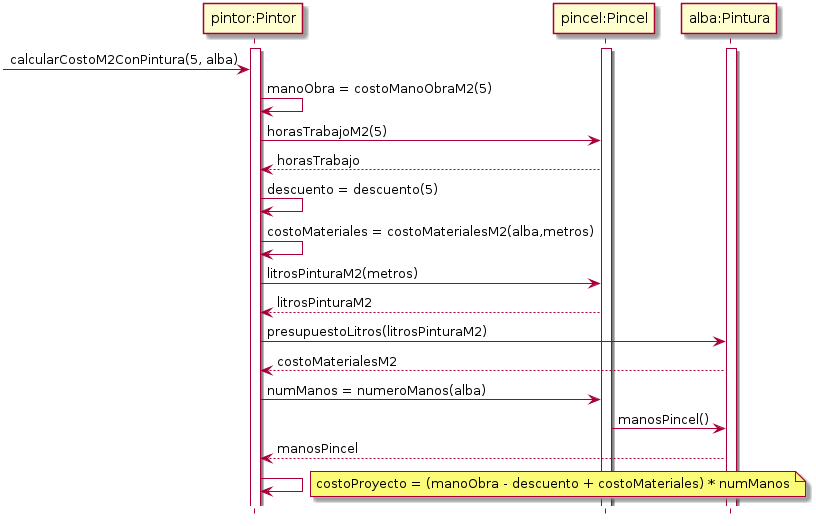 pintor:Pintor
pincel:Pincel
alba:Pintura
calcularCostoM2ConPintura(5, alba)
manoObra = costoManoObraM2(5)
horasTrabajoM2(5)
horasTrabajo
descuento = descuento(5)
costoMateriales = costoMaterialesM2(alba,metros)
litrosPinturaM2(metros)
litrosPinturaM2
presupuestoLitros(litrosPinturaM2)
costoMaterialesM2
numManos = numeroManos(alba)
manosPincel()
manosPincel
costoProyecto = (manoObra - descuento + costoMateriales) * numManos